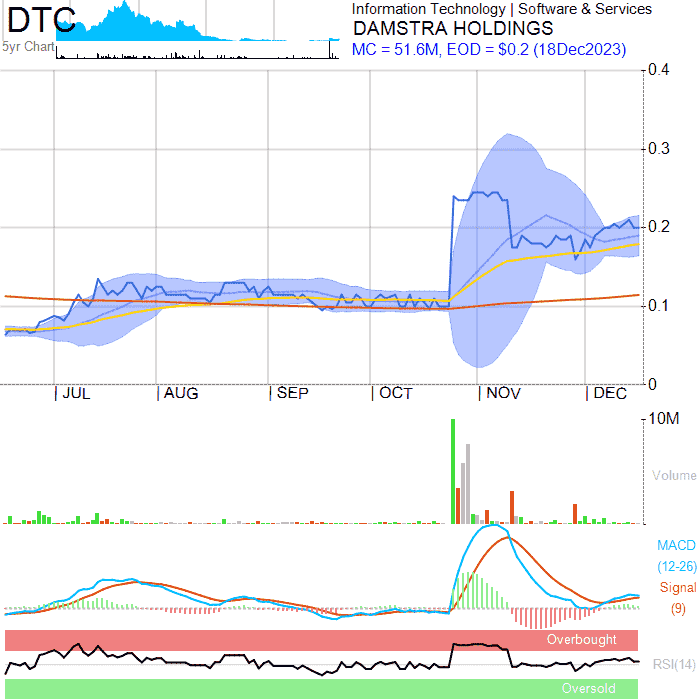 DTC
Information Technology | Software & Services
DAMSTRA HOLDINGS
5yr Chart
MC = 51.6M, EOD = $0.2 (18Dec2023)
0.4
0.3
0.2
0.1
0
JUL AUG SEP OCT NOV DEC
10M
Volume
MACD
(12-26)
Signal
(9)
Overbought
RSI(14)
Oversold